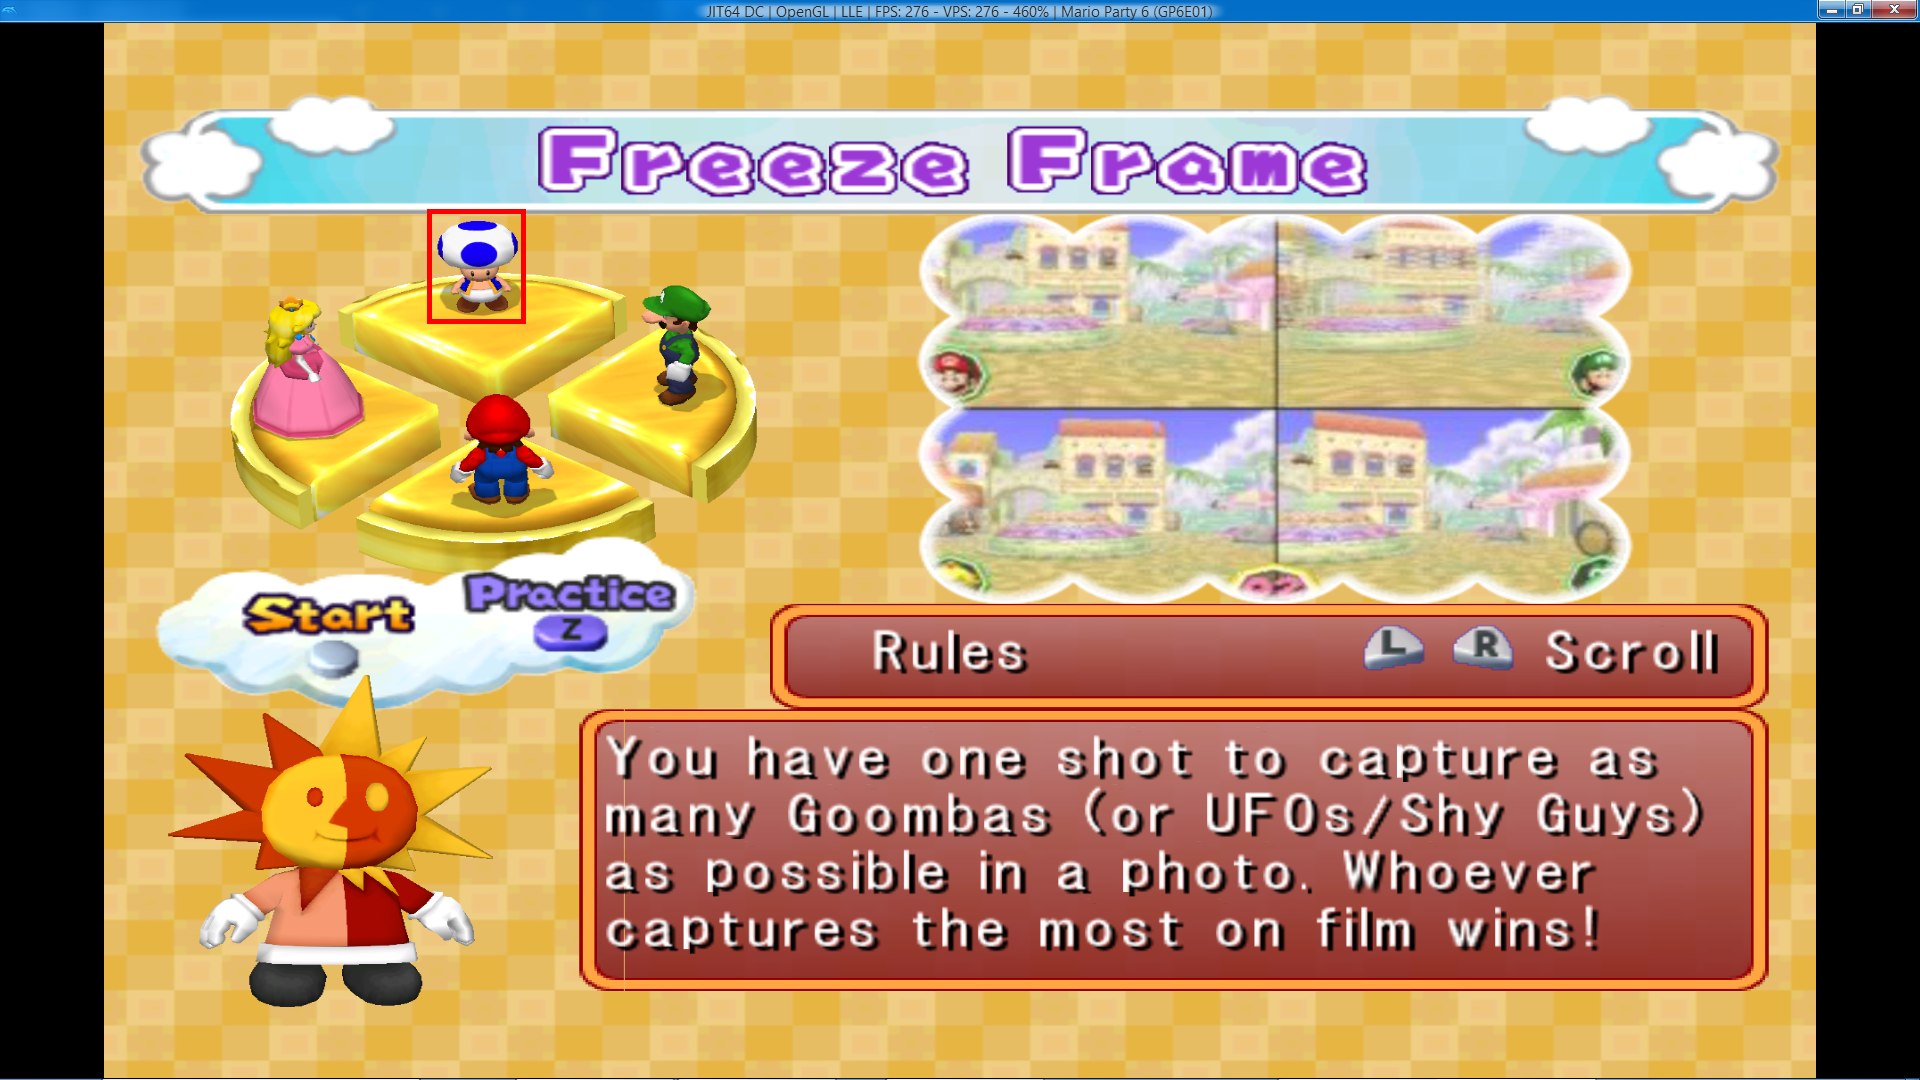 JIT64 DC | OpenGL | LLE | FPS: 276 - VPS: 276 - 460% | Mario Party 6 (GP6E01)
Freeze Frame
Start
Practice
Z
Rules
L R Scroll
You have one shot to capture as
many Goombas (or UFOs/Shy Guys)
as possible in a photo. Whoever
captures the most on film wins!